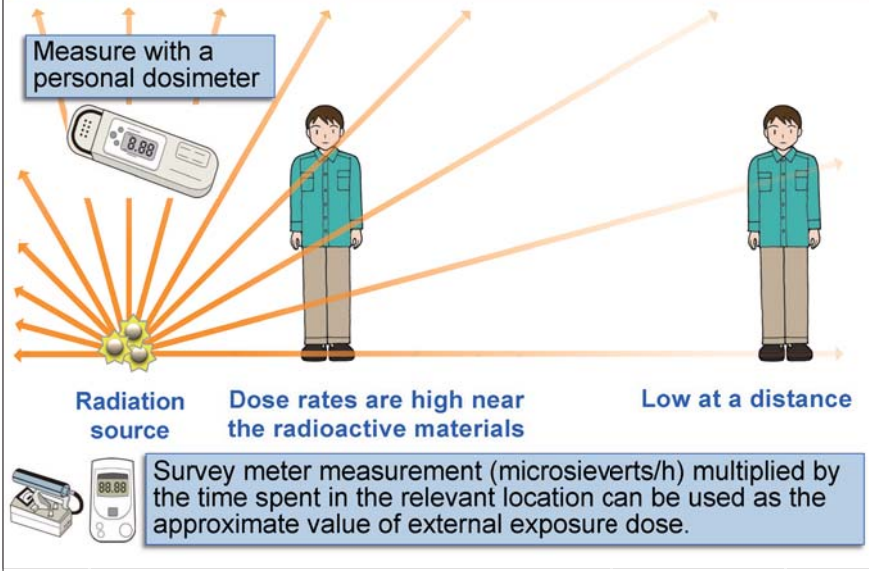 Measure with a
personal dosimeter
8.88
Radiation
source
Dose rates are high near
the radioactive materials
Low at a distance
88.88
Survey meter measurement (microsieverts/h) multiplied by
the time spent in the relevant location can be used as the
approximate value of external exposure dose.